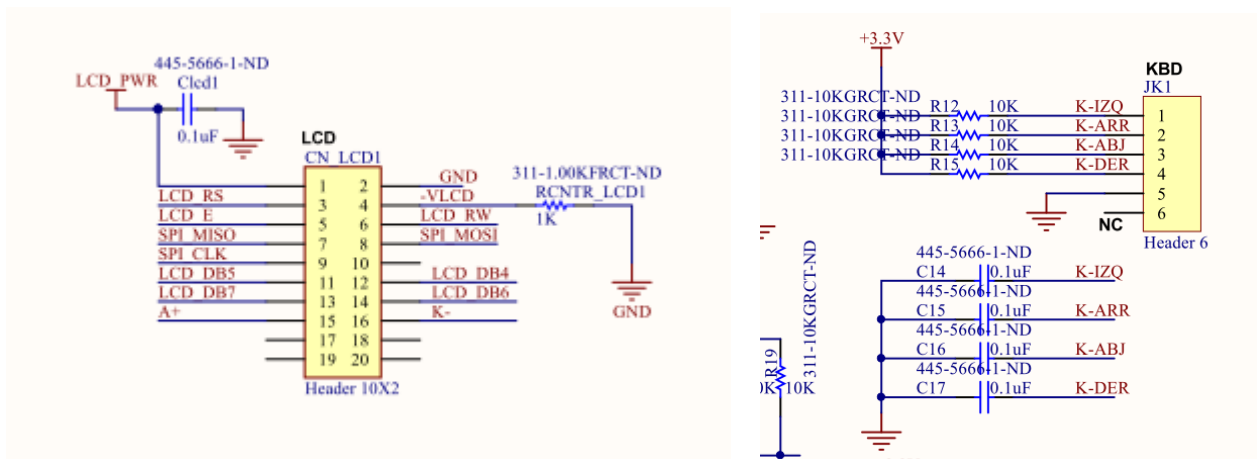 445-5666-1-ND
LCD_PWR
Clcd1
0.1uF
LCD
CN_LCD1
1 2 GND
LCD_RS 3 4 -VLCD
311-1.00KFRCT-ND
RCNTR_LCD1
1K
GND
LCD_E 5 6 LCD_RW
SPI_MISO 7 8 SPI_MOSI
SPI_CLK 9 10
LCD_DB5 11 12 LCD_DB4
LCD_DB7 13 14 LCD_DB6
A+ 15 16 K-
17 18
19 20
Header 10X2
+3.3V
KBD
JK1
311-10KGRCT-ND R12 10K K-IZQ 1
311-10KGRCT-ND R13 10K K-ARR 2
311-10KGRCT-ND R14 10K K-ABJ 3
311-10KGRCT-ND R15 10K K-DER 4
5
NC 6
Header 6
445-5666-1-ND
C14 0.1uF K-IZQ
445-5666-1-ND
C15 0.1uF K-ARR
445-5666-1-ND
C16 0.1uF K-ABJ
445-5666-1-ND
C17 0.1uF K-DER
R19
311-10KGRCT-ND
10K